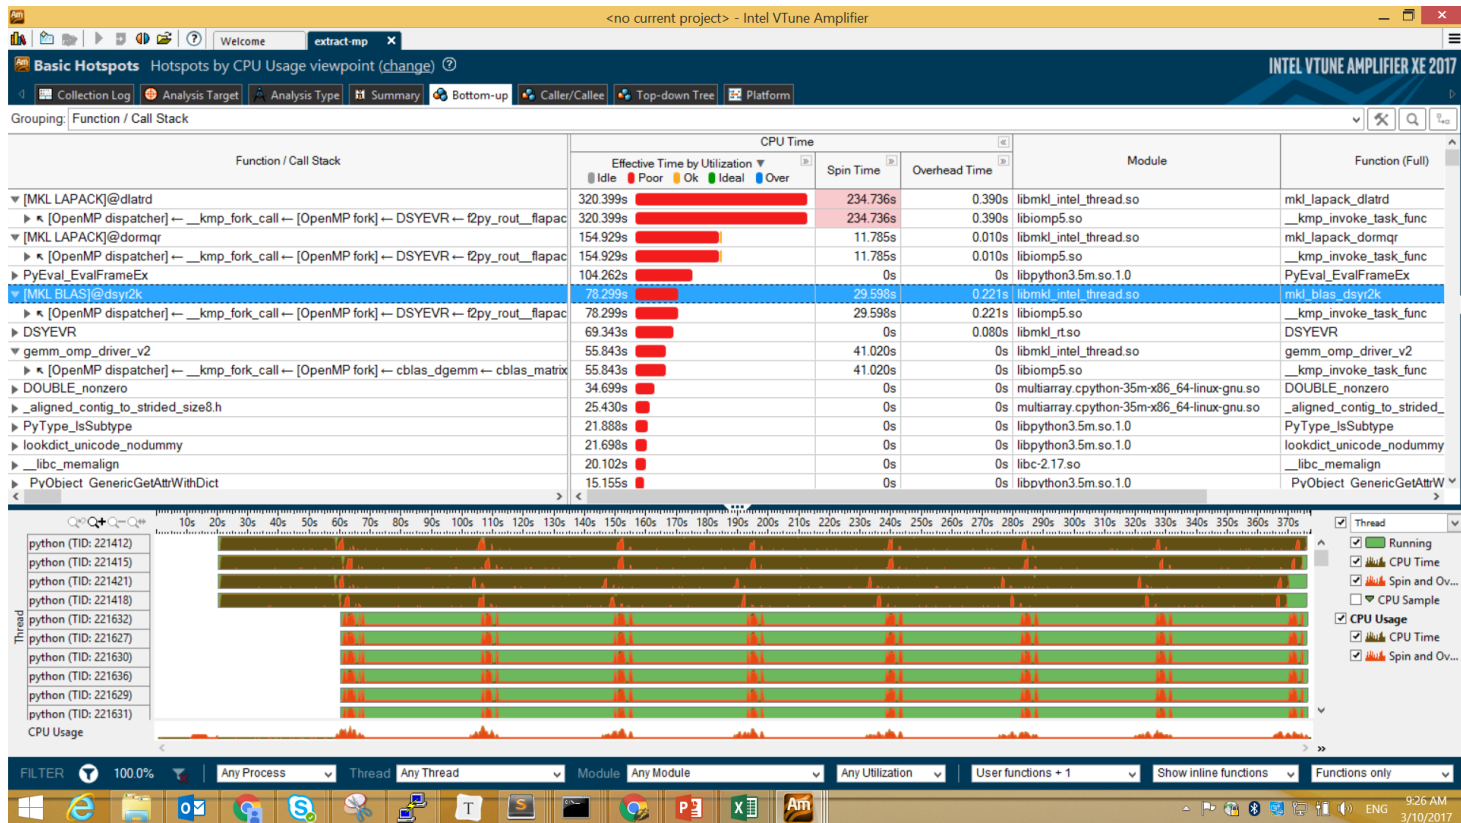 <no current project> - Intel VTune Amplifier
Welcome
extract-mp
Basic Hotspots Hotspots by CPU Usage viewpoint (change)
INTEL VTUNE AMPLIFIER XE 2017
Collection Log Analysis Target Analysis Type Summary Bottom-up Caller/Callee Top-down Tree Platform
Grouping: Function / Call Stack
CPU Time
Function / Call Stack Effective Time by Utilization Spin Time Overhead Time Module Function (Full)
Idle Poor Ok Ideal Over
[MKL LAPACK]@dlatrd 320.399s 234.736s 0.390s libmkl_intel_thread.so mkl_lapack_dlatrd
[OpenMP dispatcher] ← __kmp_fork_call ← [OpenMP fork] ← DSYEVR ← f2py_rout__flapac 320.399s 234.736s 0.390s libiomp5.so __kmp_invoke_task_func
[MKL LAPACK]@dormqr 154.929s 11.785s 0.010s libmkl_intel_thread.so mkl_lapack_dormqr
[OpenMP dispatcher] ← __kmp_fork_call ← [OpenMP fork] ← DSYEVR ← f2py_rout__flapac 154.929s 11.785s 0.010s libiomp5.so __kmp_invoke_task_func
PyEval_EvalFrameEx 104.262s 0s 0s libpython3.5m.so.1.0 PyEval_EvalFrameEx
[MKL BLAS]@dsyr2k 78.299s 29.598s 0.221s libmkl_intel_thread.so mkl_blas_dsyr2k
[OpenMP dispatcher] ← __kmp_fork_call ← [OpenMP fork] ← DSYEVR ← f2py_rout__flapac 78.299s 29.598s 0.221s libiomp5.so __kmp_invoke_task_func
DSYEVR 69.343s 0s 0.080s libmkl_rt.so DSYEVR
gemm_omp_driver_v2 55.843s 41.020s 0s libmkl_intel_thread.so gemm_omp_driver_v2
[OpenMP dispatcher] ← __kmp_fork_call ← [OpenMP fork] ← cblas_dgemm ← cblas_matrix 55.843s 41.020s 0s libiomp5.so __kmp_invoke_task_func
DOUBLE_nonzero 34.699s 0s 0s multiarray.cpython-35m-x86_64-linux-gnu.so DOUBLE_nonzero
_aligned_contig_to_strided_size8.h 25.430s 0s 0s multiarray.cpython-35m-x86_64-linux-gnu.so _aligned_contig_to_strided_
PyType_IsSubtype 21.888s 0s 0s libpython3.5m.so.1.0 PyType_IsSubtype
lookdict_unicode_nodummy 21.698s 0s 0s libpython3.5m.so.1.0 lookdict_unicode_nodummy
__libc_memalign 20.102s 0s 0s libc-2.17.so __libc_memalign
PyObject_GenericGetAttrWithDict 15.155s 0s 0s libpython3.5m.so.1.0 PyObject_GenericGetAttrW
10s 20s 30s 40s 50s 60s 70s 80s 90s 100s 110s 120s 130s 140s 150s 160s 170s 180s 190s 200s 210s 220s 230s 240s 250s 260s 270s 280s 290s 300s 310s 320s 330s 340s 350s 360s 370s
Thread
python (TID: 221412)
python (TID: 221415)
python (TID: 221421)
python (TID: 221418)
python (TID: 221632)
python (TID: 221627)
python (TID: 221630)
python (TID: 221636)
python (TID: 221629)
python (TID: 221631)
CPU Usage
Thread
Running
CPU Time
Spin and Ov...
CPU Sample
CPU Usage
CPU Time
Spin and Ov...
FILTER 100.0% Any Process Thread Any Thread Module Any Module Any Utilization User functions + 1 Show inline functions Functions only
ENG
9:26 AM
3/10/2017